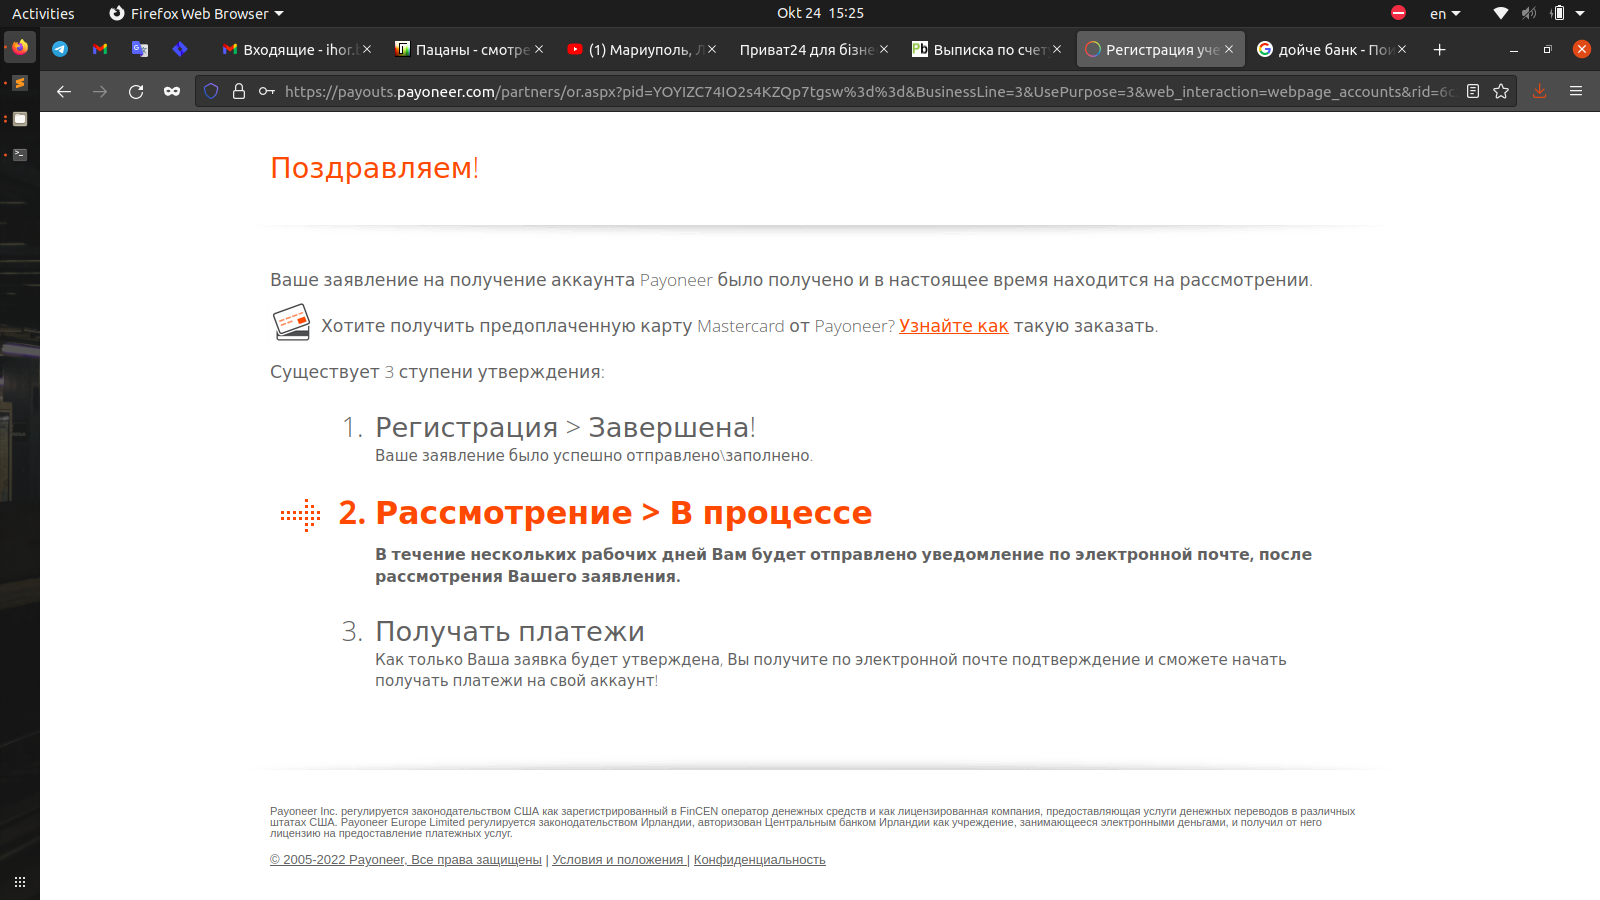 Activities
Firefox Web Browser
Okt 24 15:25
en
Входящие - ihor.b
Пацаны - смотре
(1) Мариуполь, Л
Приват24 для бізне
Выписка по счет
Регистрация уче
дойче банк - Пои
https://payouts.payoneer.com/partners/or.aspx?pid=YOYIZC74IO2s4KZQp7tgsw%3d%3d&BusinessLine=3&UsePurpose=3&web_interaction=webpage_accounts&rid=6c
Поздравляем!
Ваше заявление на получение аккаунта Payoneer было получено и в настоящее время находится на рассмотрении.
Хотите получить предоплаченную карту Mastercard от Payoneer? Узнайте как такую заказать.
Существует 3 ступени утверждения:
1. Регистрация > Завершена!
Ваше заявление было успешно отправлено\заполнено.
2. Рассмотрение > В процессе
В течение нескольких рабочих дней Вам будет отправлено уведомление по электронной почте, после
рассмотрения Вашего заявления.
3. Получать платежи
Как только Ваша заявка будет утверждена, Вы получите по электронной почте подтверждение и сможете начать
получать платежи на свой аккаунт!
Payoneer Inc. регулируется законодательством США как зарегистрированный в FinCEN оператор денежных средств и как лицензированная компания, предоставляющая услуги денежных переводов в различных
штатах США. Payoneer Europe Limited регулируется законодательством Ирландии, авторизован Центральным банком Ирландии как учреждение, занимающееся электронными деньгами, и получил от него
лицензию на предоставление платежных услуг.
© 2005-2022 Payoneer, Все права защищены | Условия и положения | Конфиденциальность